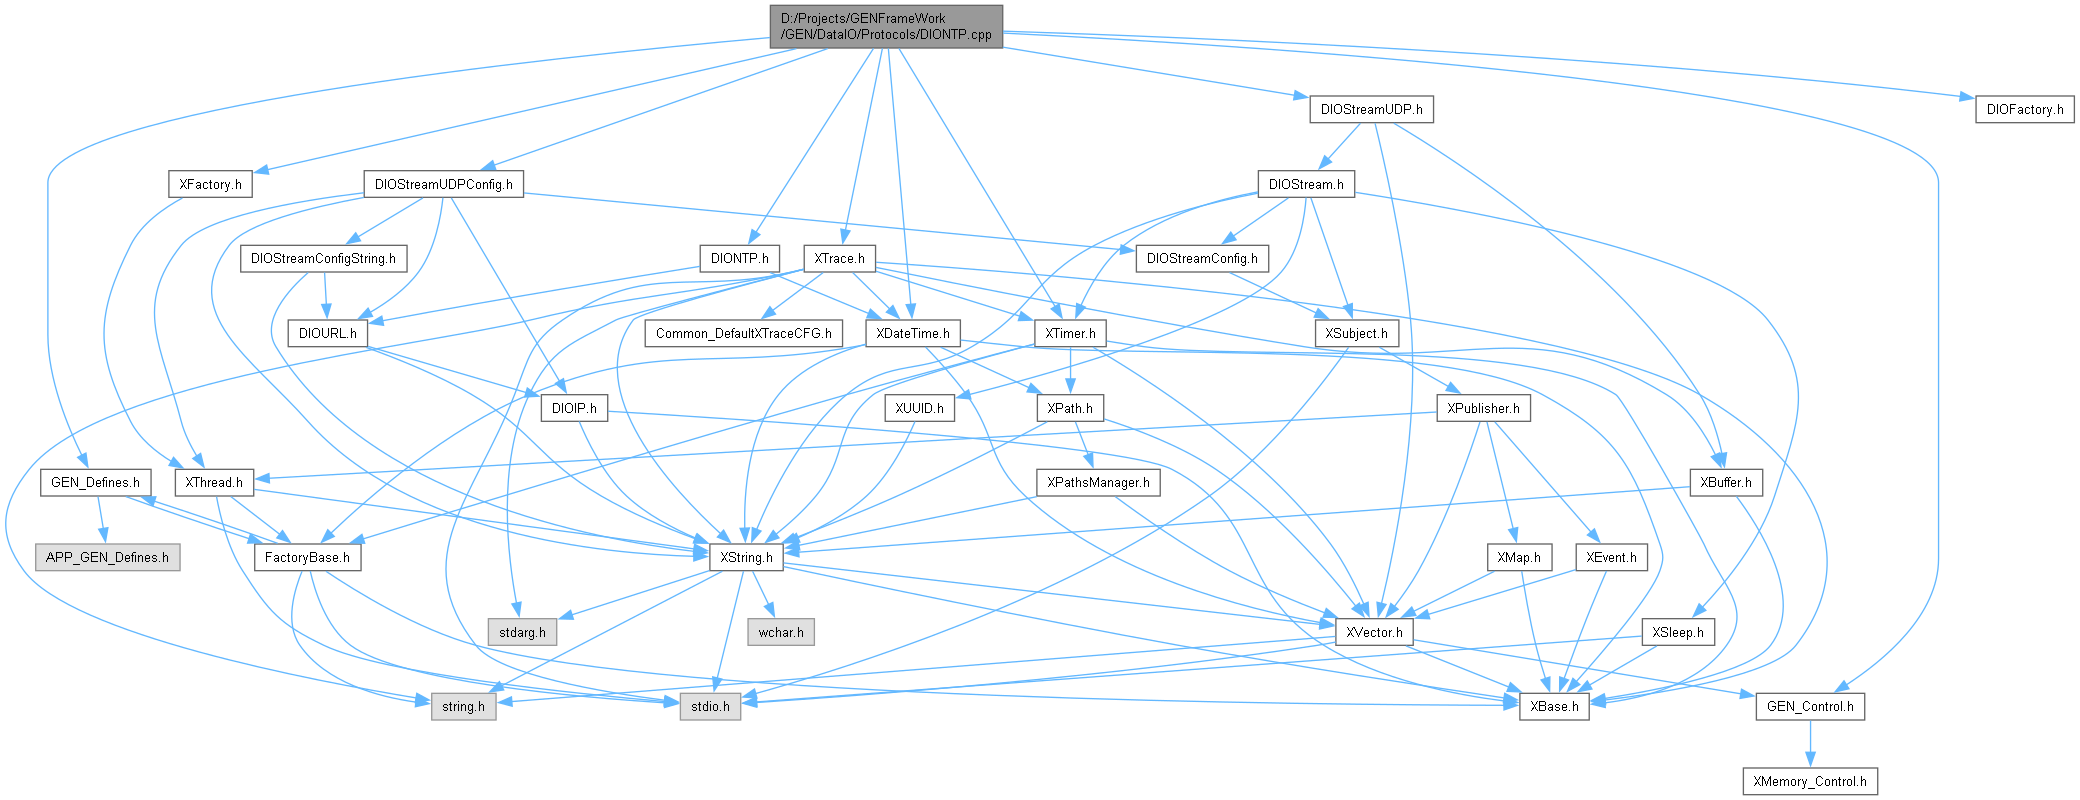 D:/Projects/GENFrameWork
/GEN/DataIO/Protocols/DIONTP.cpp
DIOStreamUDP.h
DIOFactory.h
XFactory.h
DIOStreamUDPConfig.h
DIOStream.h
DIOStreamConfigString.h
DIONTP.h
XTrace.h
DIOStreamConfig.h
DIOURL.h
Common_DefaultXTraceCFG.h
XDateTime.h
XTimer.h
XSubject.h
DIOIP.h
XUUID.h
XPath.h
XPublisher.h
GEN_Defines.h
XThread.h
XPathsManager.h
XBuffer.h
APP_GEN_Defines.h
FactoryBase.h
XString.h
XMap.h
XEvent.h
stdarg.h
wchar.h
XVector.h
XSleep.h
string.h
stdio.h
XBase.h
GEN_Control.h
XMemory_Control.h